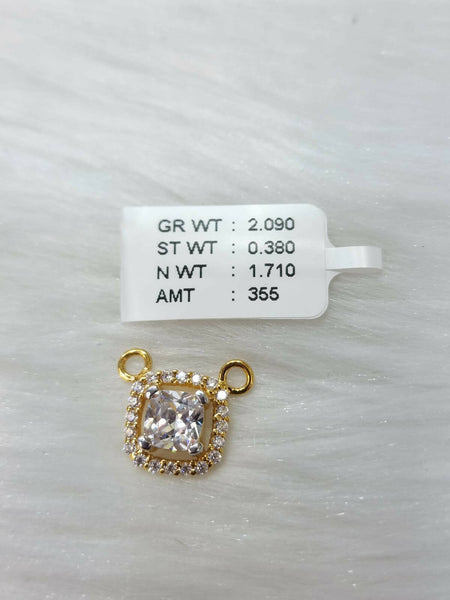 GR WT : 2.090
ST WT : 0.380
N WT : 1.710
AMT : 355